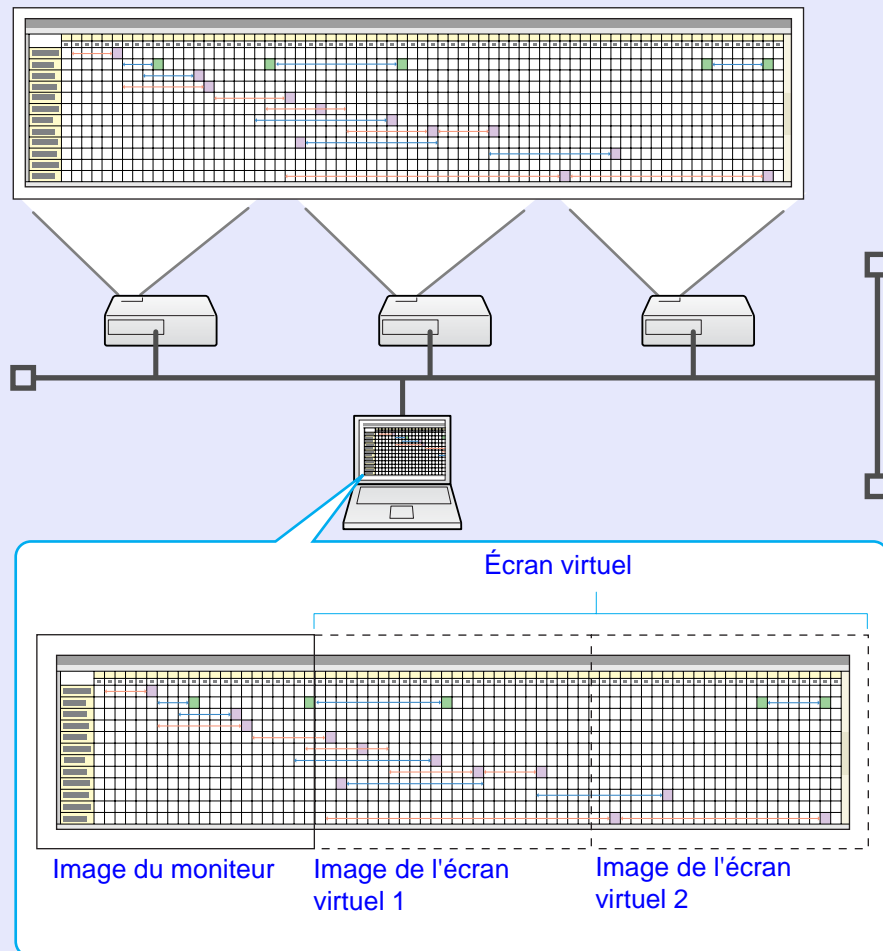 Écran virtuel
Image du moniteur
Image de l'écran
virtuel 1
Image de l'écran
virtuel 2